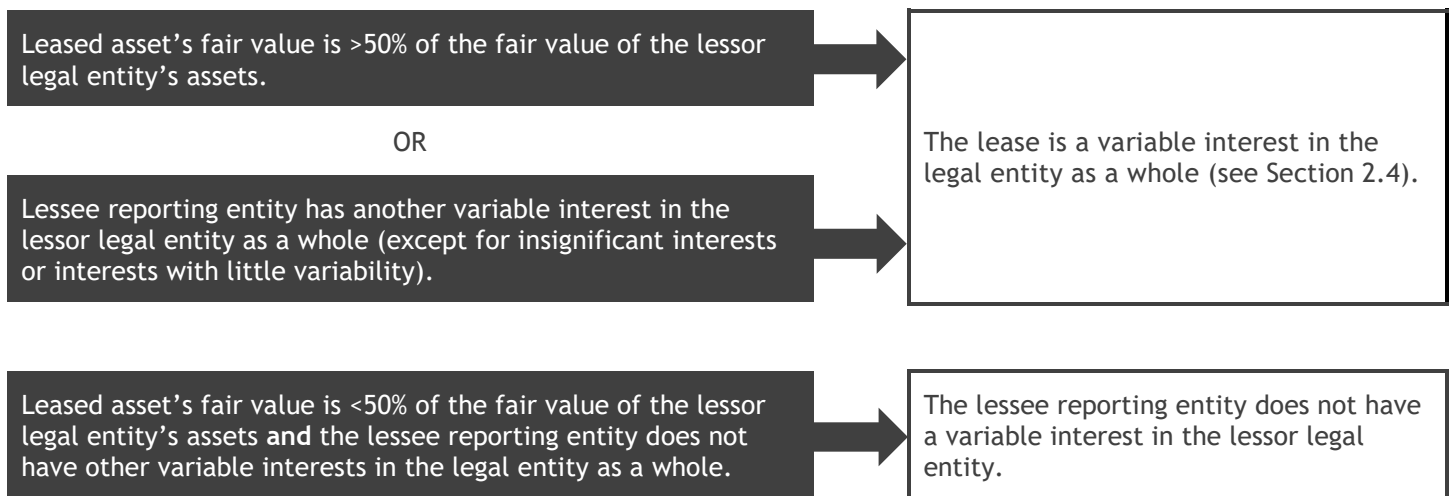 Leased asset’s fair value is >50% of the fair value of the lessor
legal entity’s assets.
OR
Lessee reporting entity has another variable interest in the
lessor legal entity as a whole (except for insignificant interests
or interests with little variability).
The lease is a variable interest in the
legal entity as a whole (see Section 2.4).
Leased asset’s fair value is <50% of the fair value of the lessor
legal entity’s assets and the lessee reporting entity does not
have other variable interests in the legal entity as a whole.
The lessee reporting entity does not have
a variable interest in the lessor legal
entity.